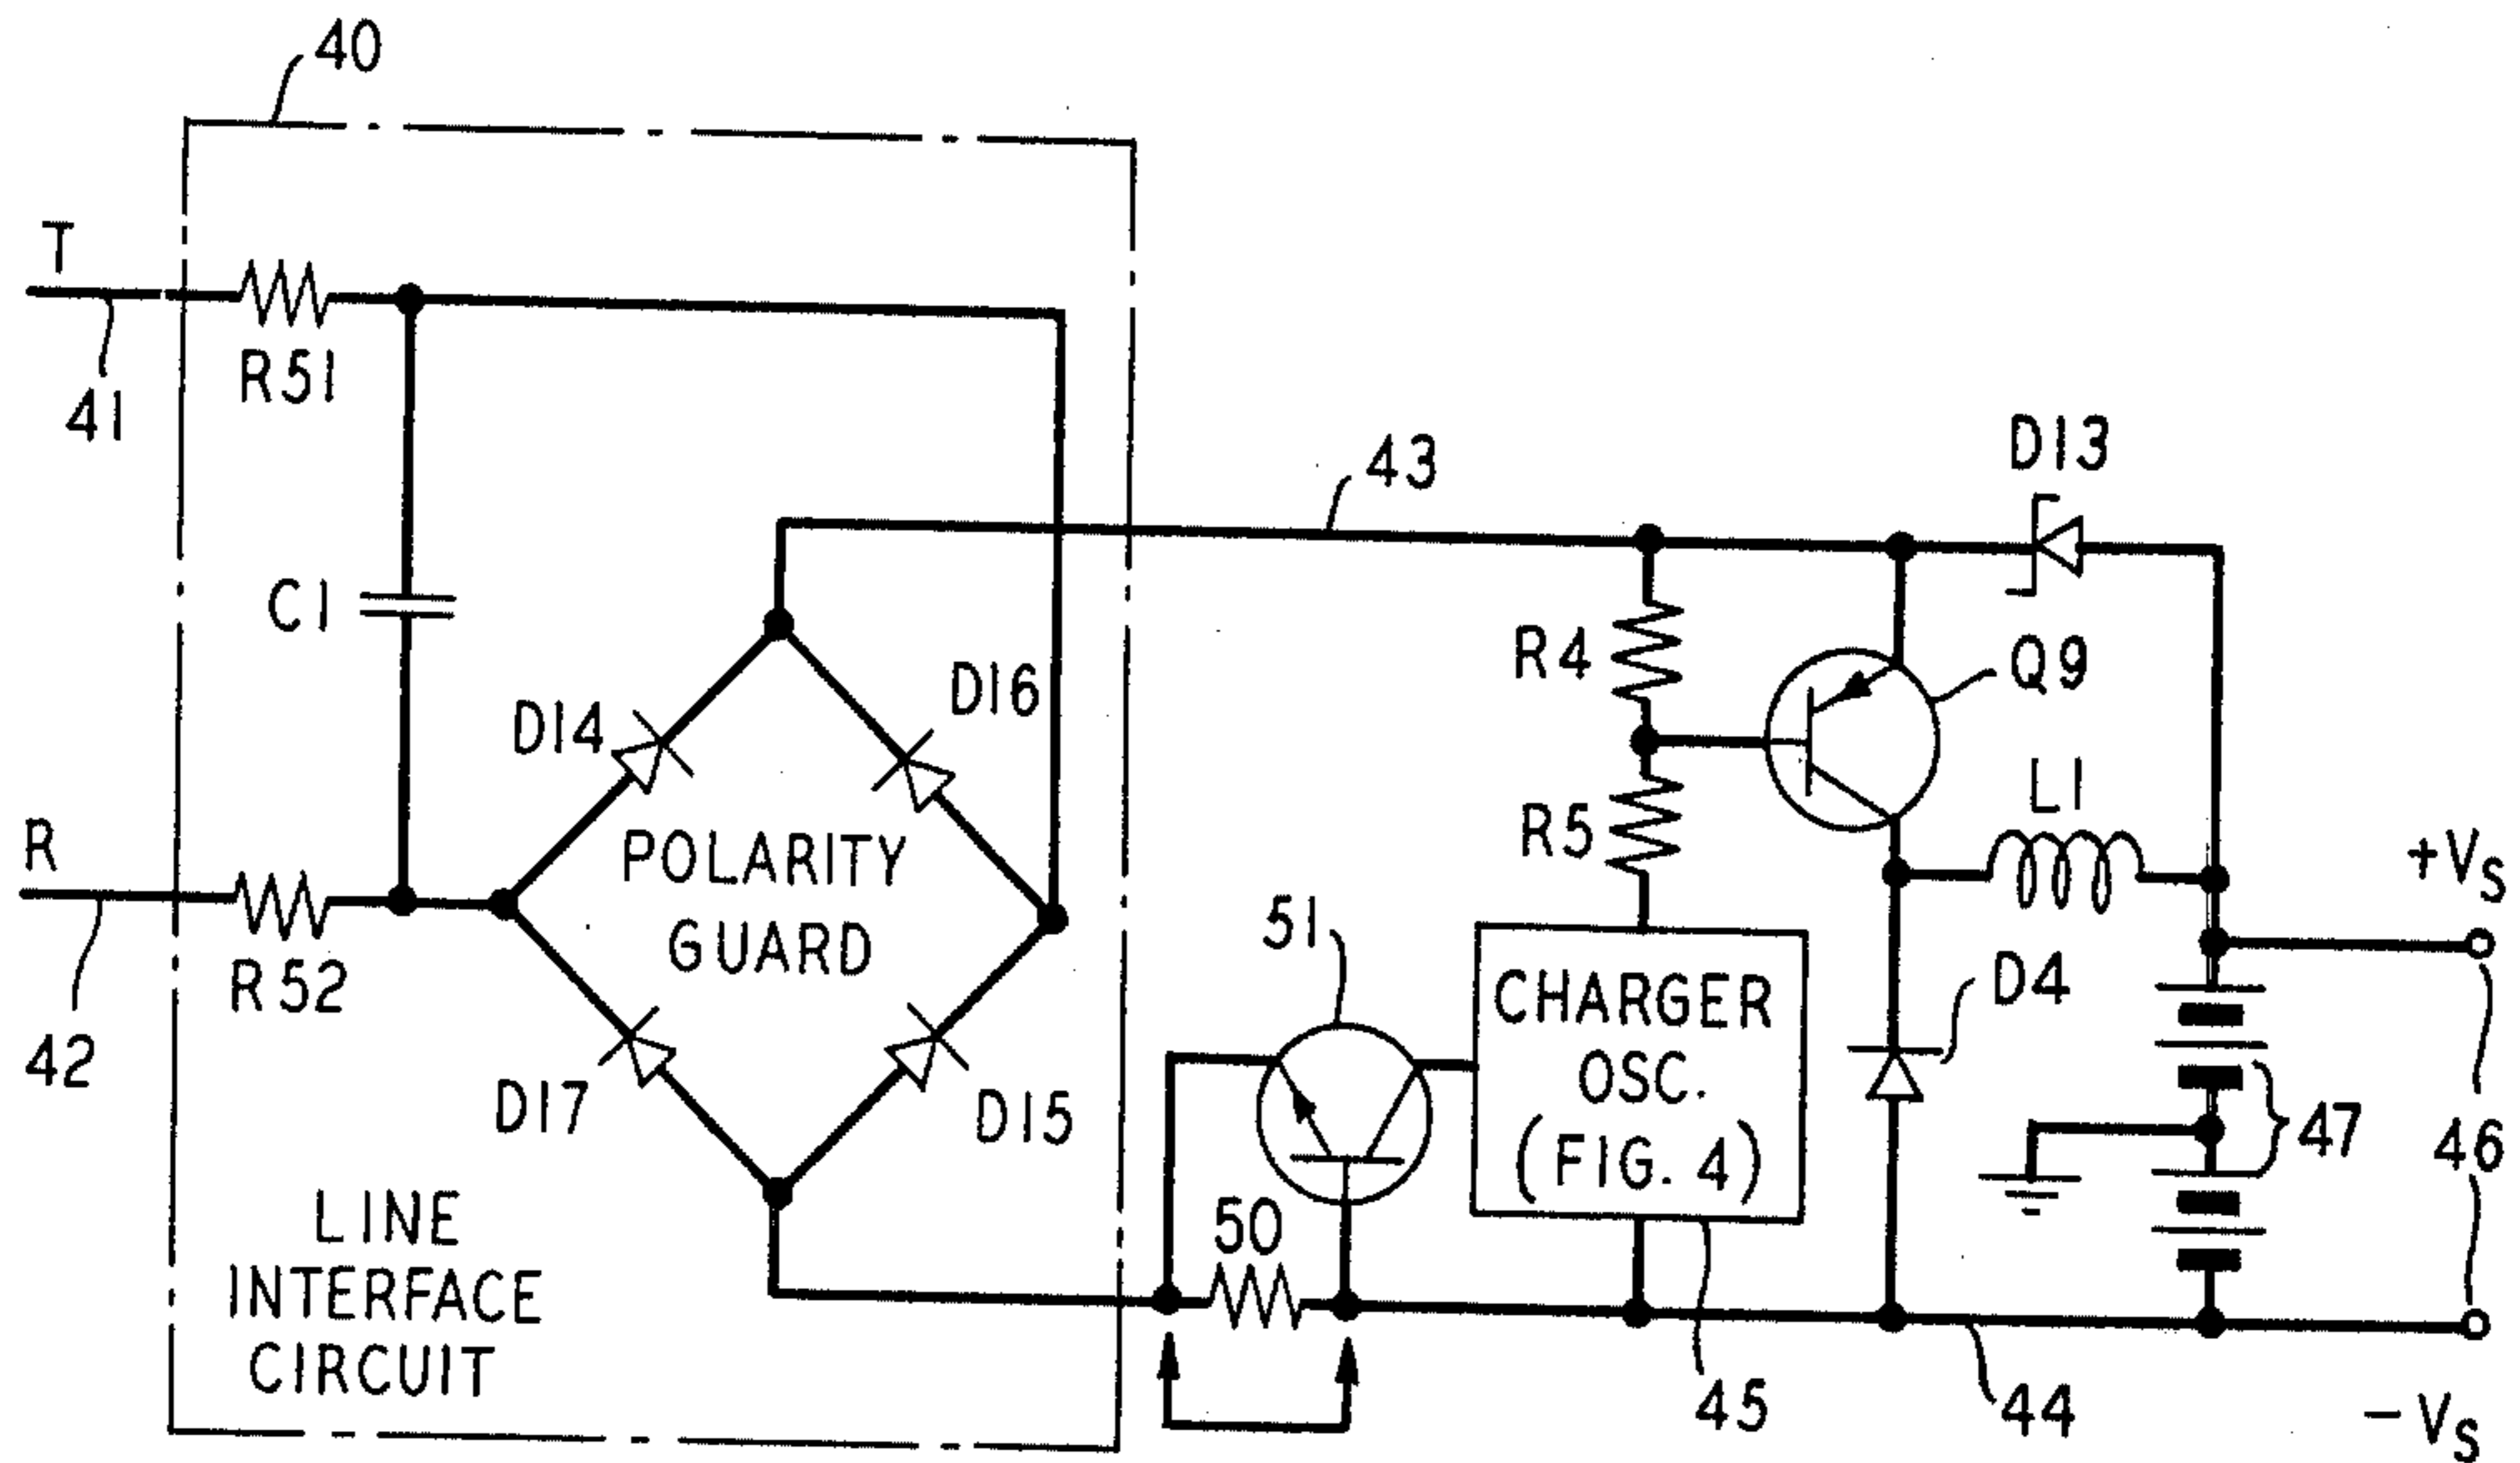 40
T
R51
41
43
D13
C1
D16
R4
Q9
D14
L1
R
POLARITY
GUARD
R5
+VS
51
R52
CHARGER
OSC.
(FIG. 4)
D4
42
D17
D15
47
46
50
LINE
INTERFACE
CIRCUIT
45
44
-VS